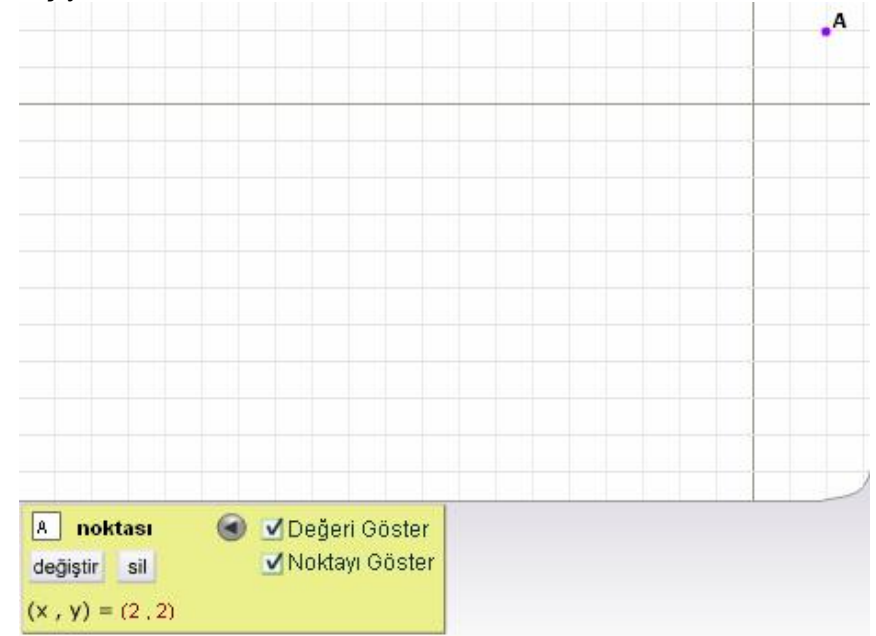 A
A noktası
Değeri Göster
değiştir sil
Noktayı Göster
(x , y) = (2 , 2)